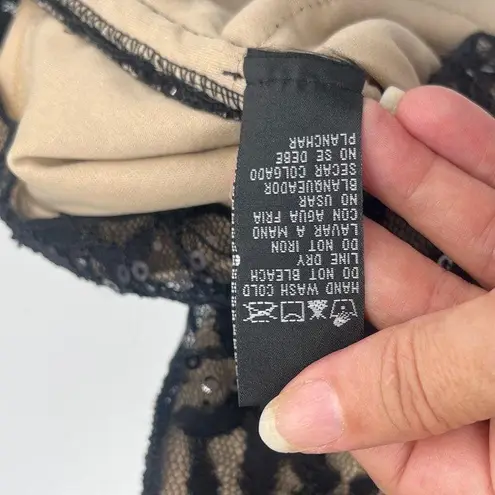 HAND WASH COLD
DO NOT BLEACH
LINE DRY
DO NOT IRON
LAVAR A MANO
CON AGUA FRIA
NO USAR
BLANQUEADOR
SECAR COLGADO
NO SE DEBE
PLANCHAR